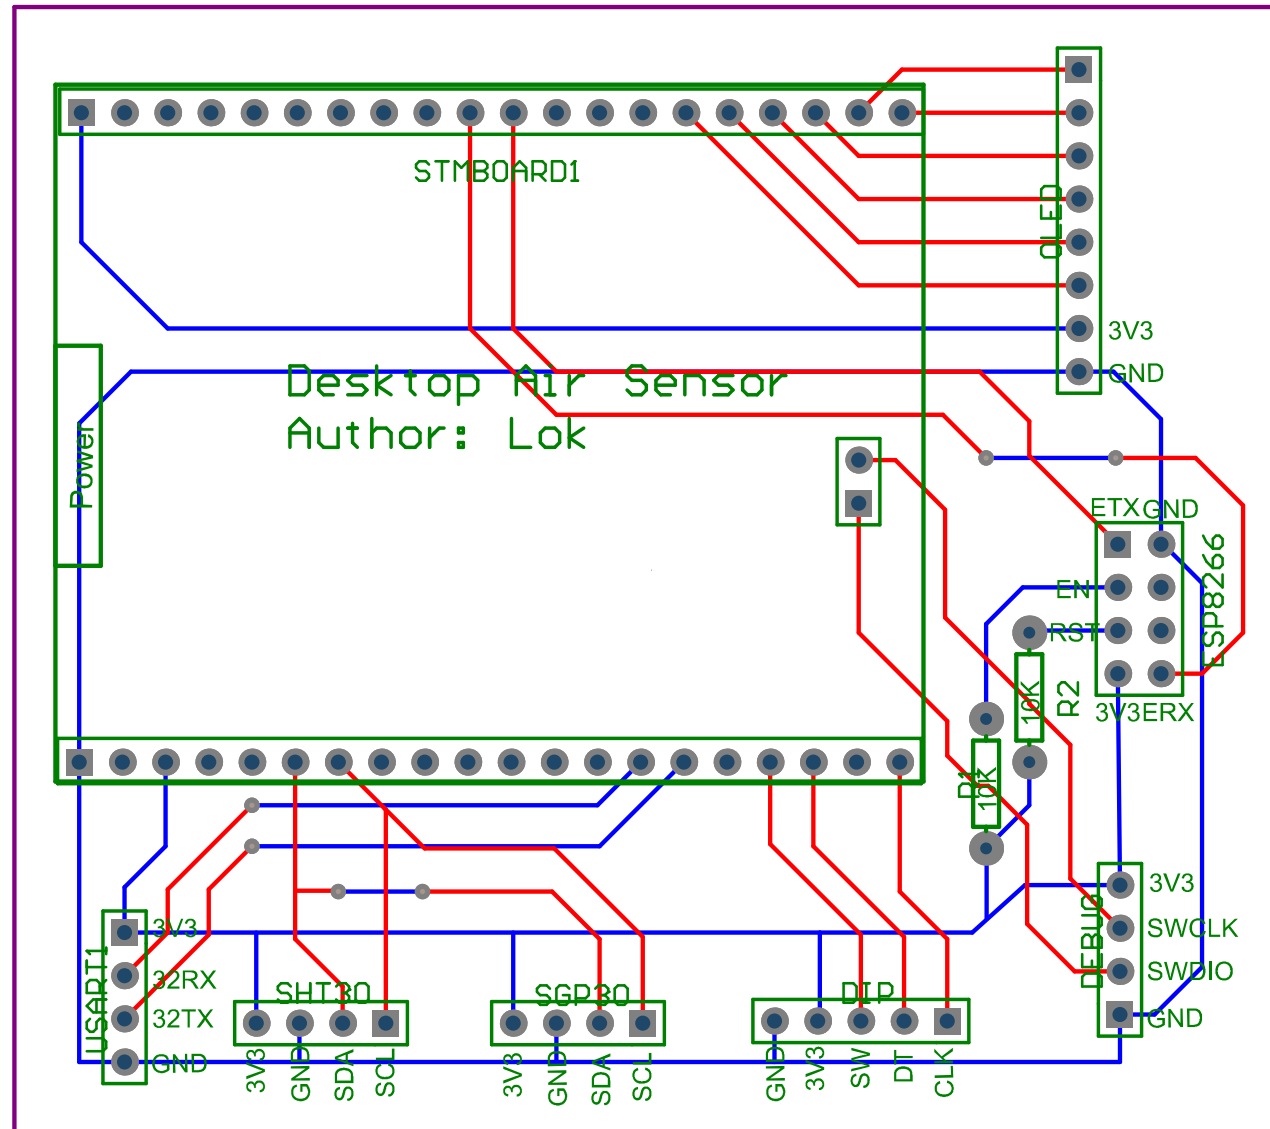 STMBOARD1
OLED
3V3
GND
Desktop Air Sensor
Author: Lok
Power
ETX
GND
EN
RST
ESP8266
3V3
ERX
10K
R2
R1
10K
3V3
SWCLK
SWDIO
GND
DEBUG
3V3
32RX
32TX
GND
USART1
SHT30
3V3
GND
SDA
SCL
SGP30
3V3
GND
SDA
SCL
DIP
GND
3V3
SW
DT
CLK